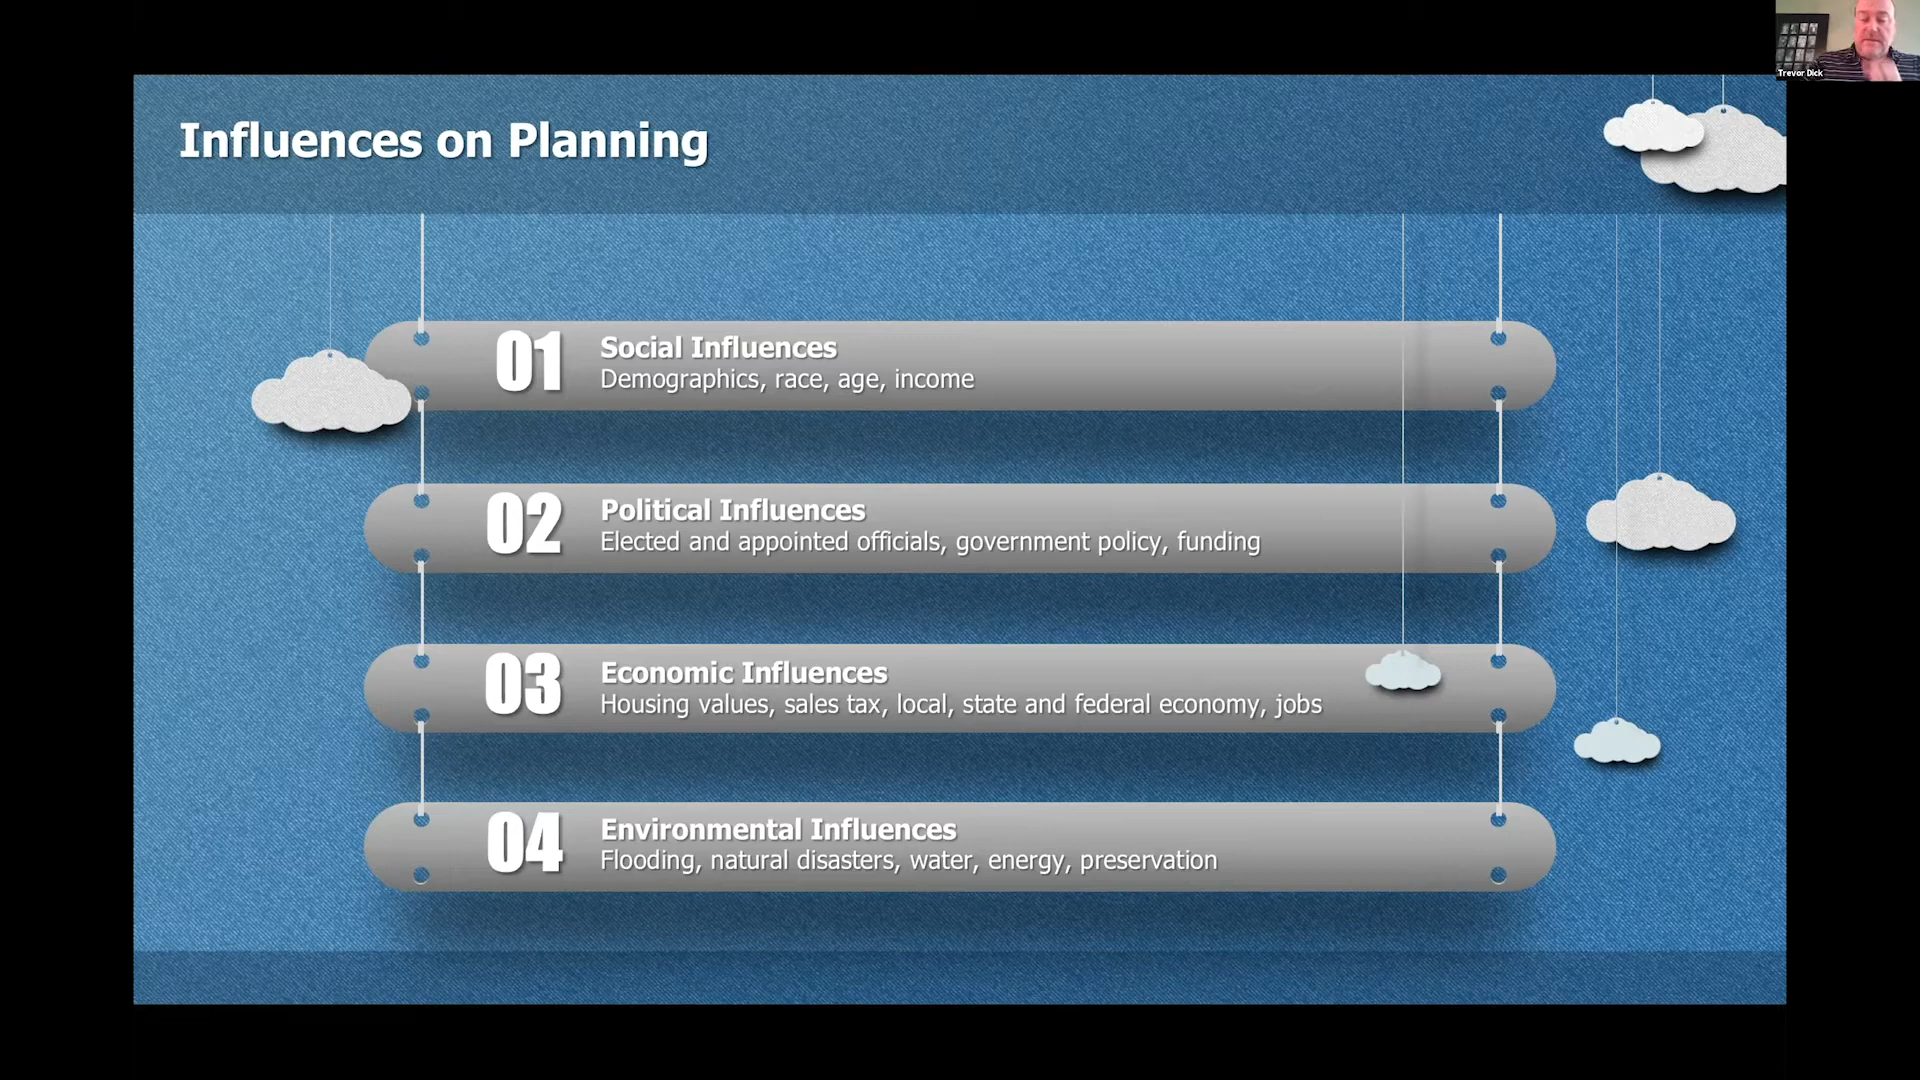 Trevor Dick
Influences on Planning
01
Social Influences
Demographics, race, age, income
02
Political Influences
Elected and appointed officials, government policy, funding
03
Economic Influences
Housing values, sales tax, local, state and federal economy, jobs
04
Environmental Influences
Flooding, natural disasters, water, energy, preservation